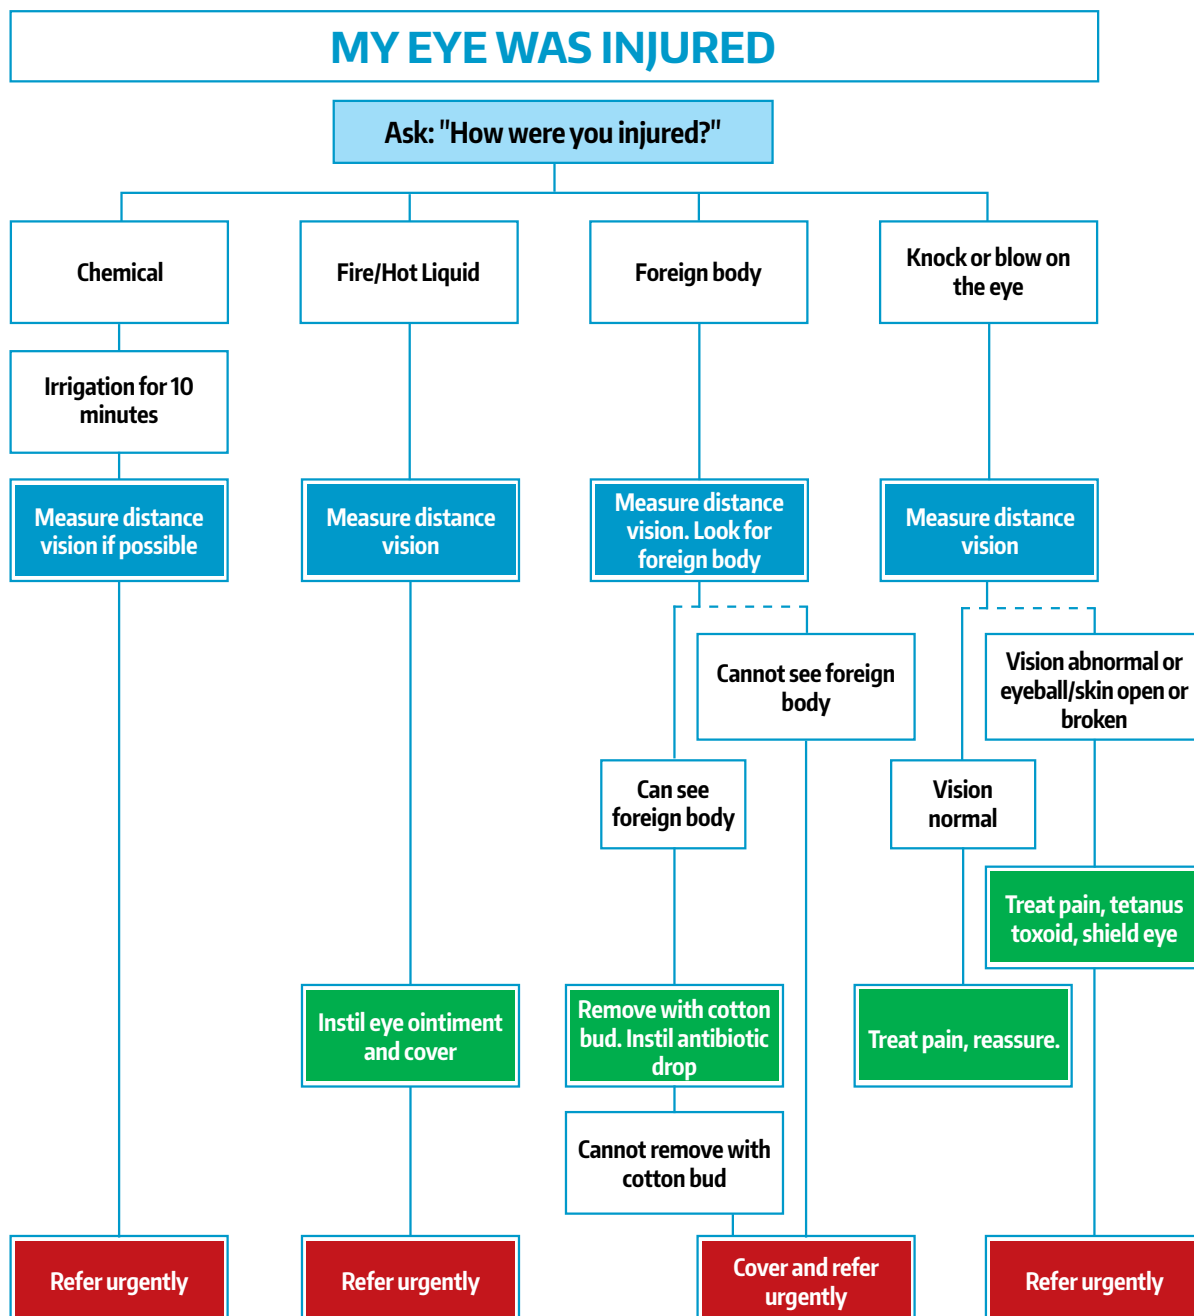 MY EYE WAS INJURED
Ask: "How were you injured?"
Chemical
Fire/Hot Liquid
Foreign body
Knock or blow on
the eye
Irrigation for 10
minutes
Measure distance
vision if possible
Measure distance
vision
Measure distance
vision. Look for
foreign body
Measure distance
vision
Cannot see foreign
body
Vision abnormal or
eyeball/skin open or
broken
Can see
foreign body
Vision
normal
Treat pain, tetanus
toxoid, shield eye
Instil eye ointiment
and cover
Remove with cotton
bud. Instil antibiotic
drop
Treat pain, reassure.
Cannot remove with
cotton bud
Refer urgently
Refer urgently
Cover and refer
urgently
Refer urgently